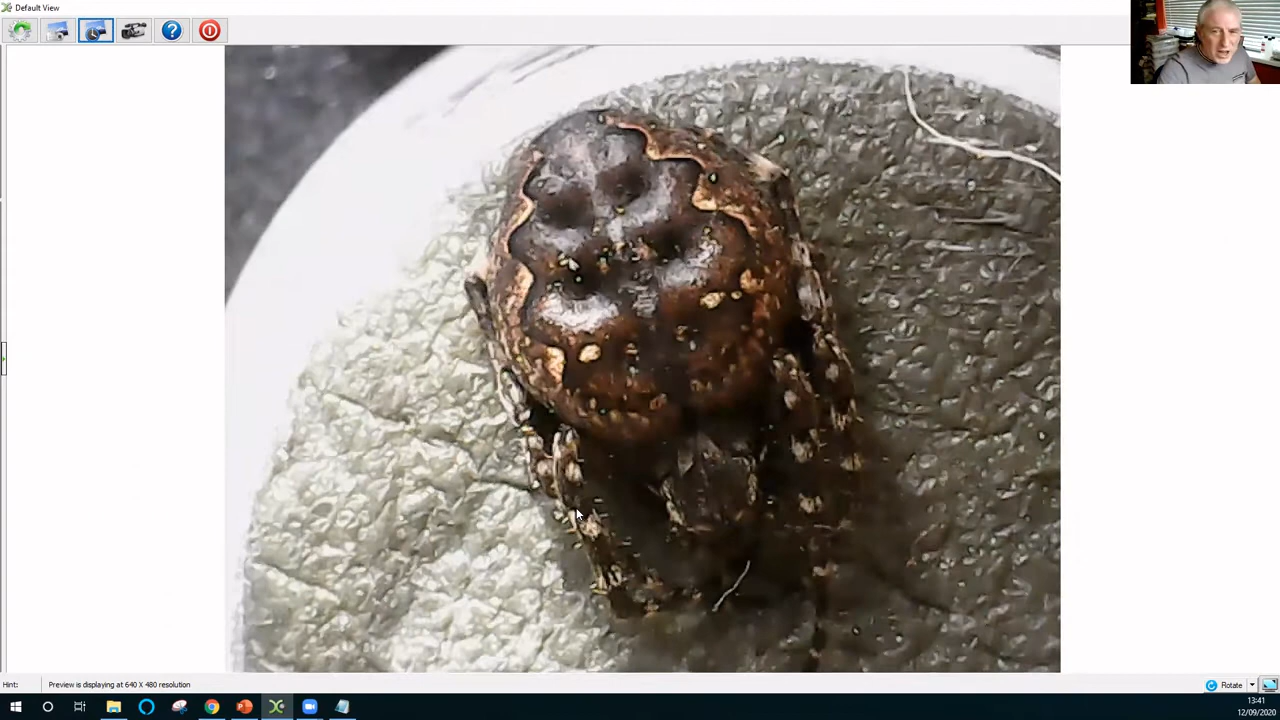 Default View
Hint:
Preview is displaying at 640 X 480 resolution
Rotate
13:41
12/09/2020